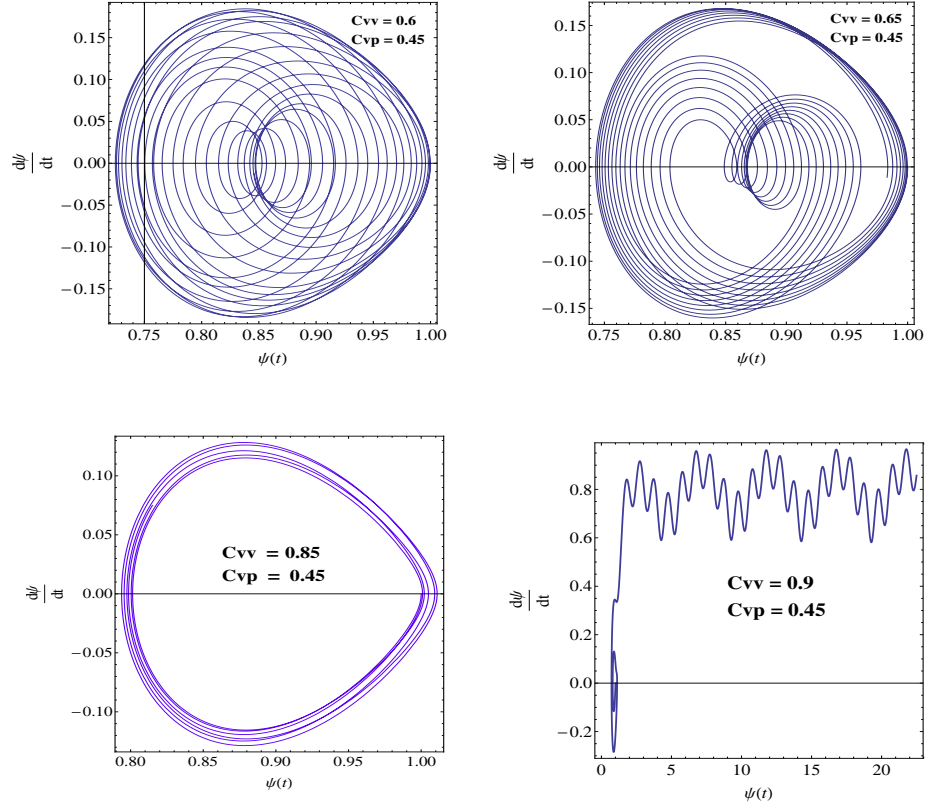 Cvv = 0.6
Cvp = 0.45
0.15
0.10
0.05
0.00
−0.05
−0.10
−0.15
dψ
dt
0.75 0.80 0.85 0.90 0.95 1.00
ψ(t)
Cvv = 0.65
Cvp = 0.45
0.15
0.10
0.05
0.00
−0.05
−0.10
−0.15
dψ
dt
0.75 0.80 0.85 0.90 0.95 1.00
ψ(t)
0.10
0.05
0.00
−0.05
−0.10
dψ
dt
Cvv = 0.85
Cvp = 0.45
0.80 0.85 0.90 0.95 1.00
ψ(t)
0.8
0.6
0.4
0.2
0.0
−0.2
dψ
dt
Cvv = 0.9
Cvp = 0.45
0 5 10 15 20
ψ(t)